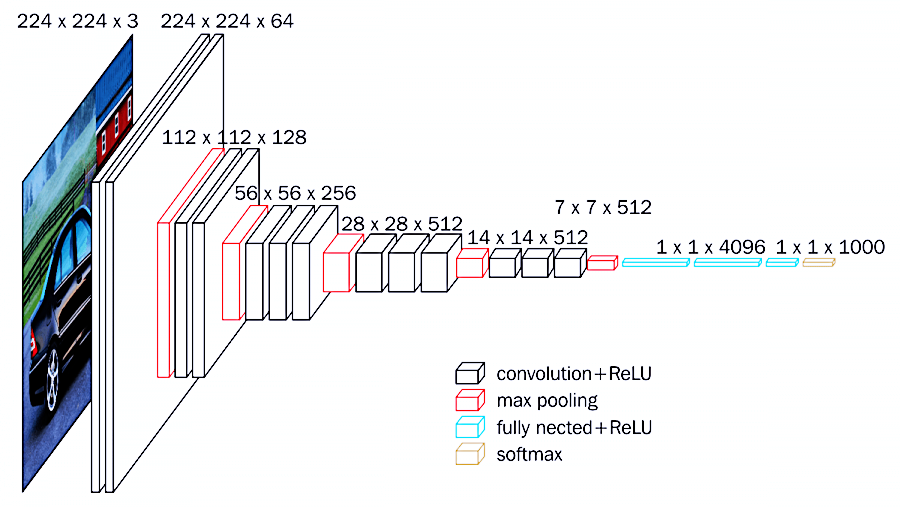 224 x 224 x 3
224 x 224 x 64
112 x 112 x 128
56 x 56 x 256
28 x 28 x 512
14 x 14 x 512
7 x 7 x 512
1 x 1 x 4096
1 x 1 x 1000
convolution+ReLU
max pooling
fully nected+ReLU
softmax